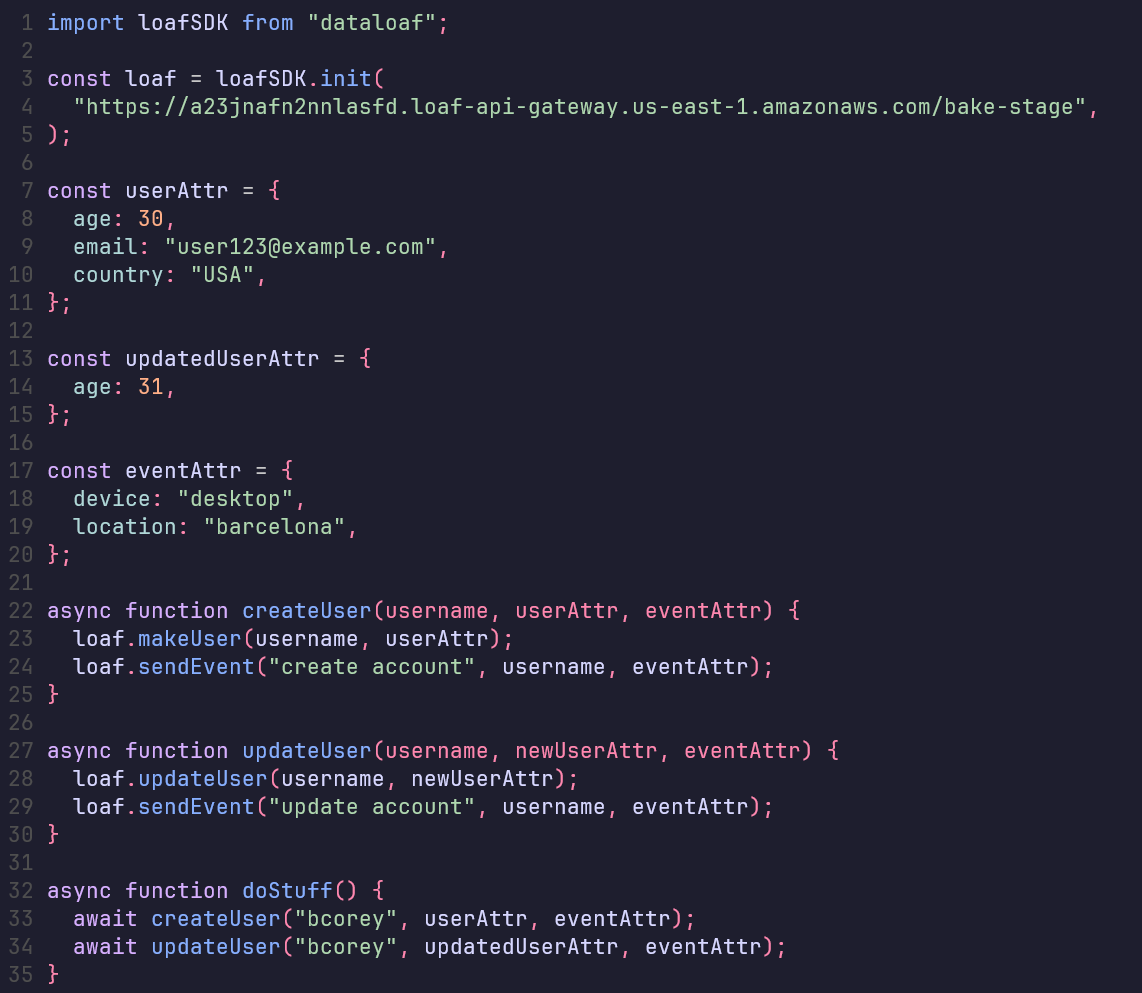 1 import loafSDK from "dataloaf";
2
3 const loaf = loafSDK.init(
4   "https://a23jnafn2nnlasfd.loaf-api-gateway.us-east-1.amazonaws.com/bake-stage",
5 );
6
7 const userAttr = {
8   age: 30,
9   email: "user123@example.com",
10   country: "USA",
11 };
12
13 const updatedUserAttr = {
14   age: 31,
15 };
16
17 const eventAttr = {
18   device: "desktop",
19   location: "barcelona",
20 };
21
22 async function createUser(username, userAttr, eventAttr) {
23   loaf.makeUser(username, userAttr);
24   loaf.sendEvent("create account", username, eventAttr);
25 }
26
27 async function updateUser(username, newUserAttr, eventAttr) {
28   loaf.updateUser(username, newUserAttr);
29   loaf.sendEvent("update account", username, eventAttr);
30 }
31
32 async function doStuff() {
33   await createUser("bcorey", userAttr, eventAttr);
34   await updateUser("bcorey", updatedUserAttr, eventAttr);
35 }